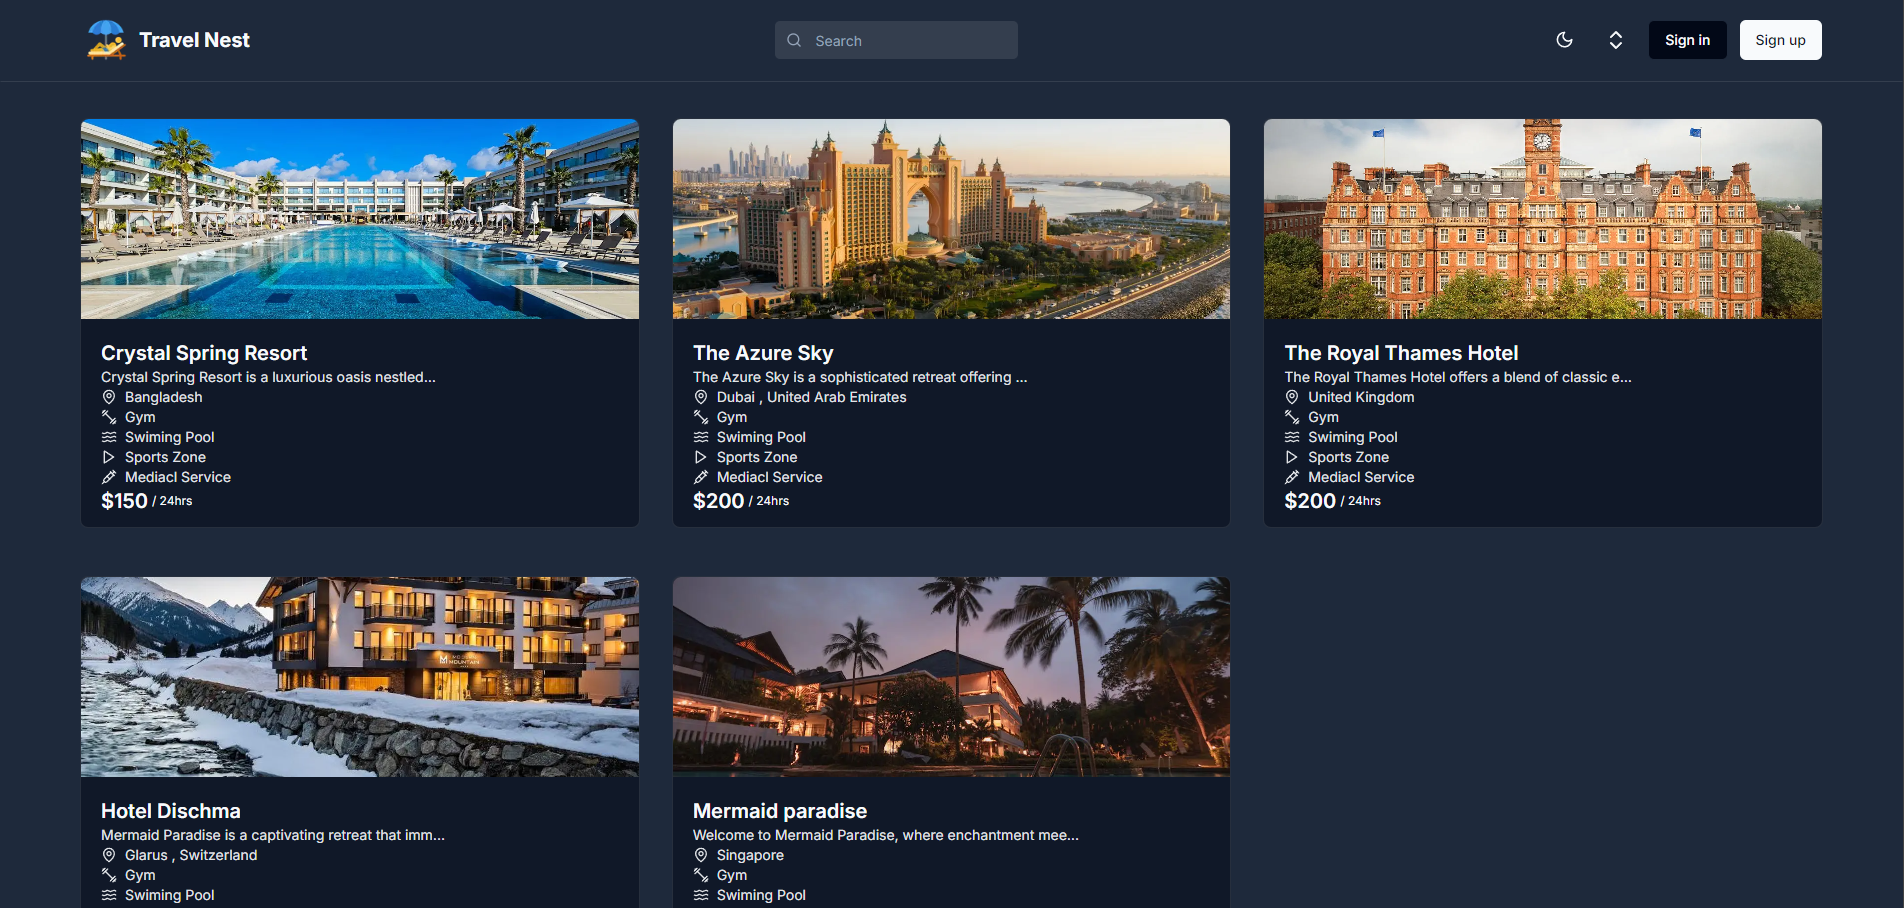 Travel Nest
Search
Sign in
Sign up
Crystal Spring Resort
Crystal Spring Resort is a luxurious oasis nestled...
Bangladesh
Gym
Swiming Pool
Sports Zone
Mediacl Service
$150 / 24hrs
The Azure Sky
The Azure Sky is a sophisticated retreat offering ...
Dubai , United Arab Emirates
Gym
Swiming Pool
Sports Zone
Mediacl Service
$200 / 24hrs
The Royal Thames Hotel
The Royal Thames Hotel offers a blend of classic e...
United Kingdom
Gym
Swiming Pool
Sports Zone
Mediacl Service
$200 / 24hrs
MOUNTAIN
Hotel Dischma
Mermaid Paradise is a captivating retreat that imm...
Glarus , Switzerland
Gym
Swiming Pool
Mermaid paradise
Welcome to Mermaid Paradise, where enchantment mee...
Singapore
Gym
Swiming Pool